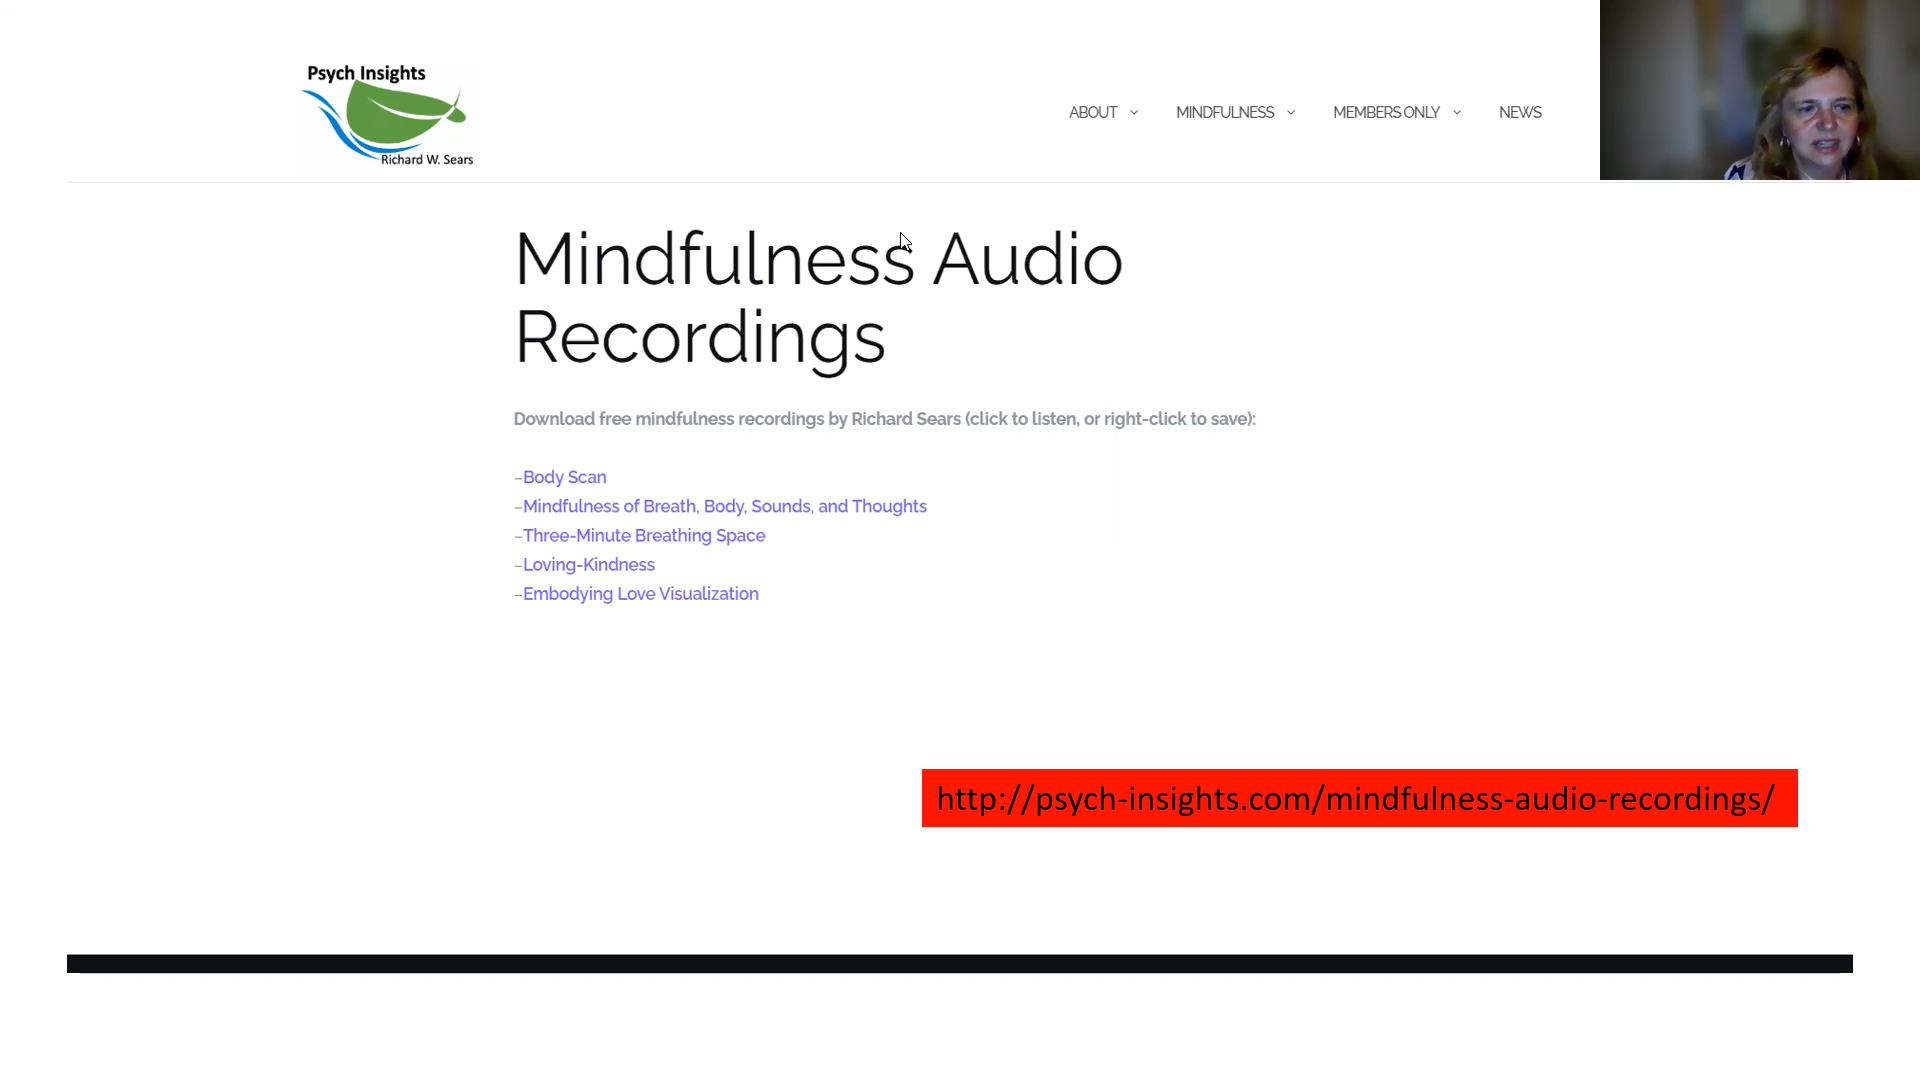 Psych Insights
Richard W. Sears
ABOUT MINDFULNESS MEMBERS ONLY NEWS
Mindfulness Audio
Recordings
Download free mindfulness recordings by Richard Sears (click to listen, or right-click to save):
–Body Scan
–Mindfulness of Breath, Body, Sounds, and Thoughts
–Three-Minute Breathing Space
–Loving-Kindness
–Embodying Love Visualization
http://psych-insights.com/mindfulness-audio-recordings/